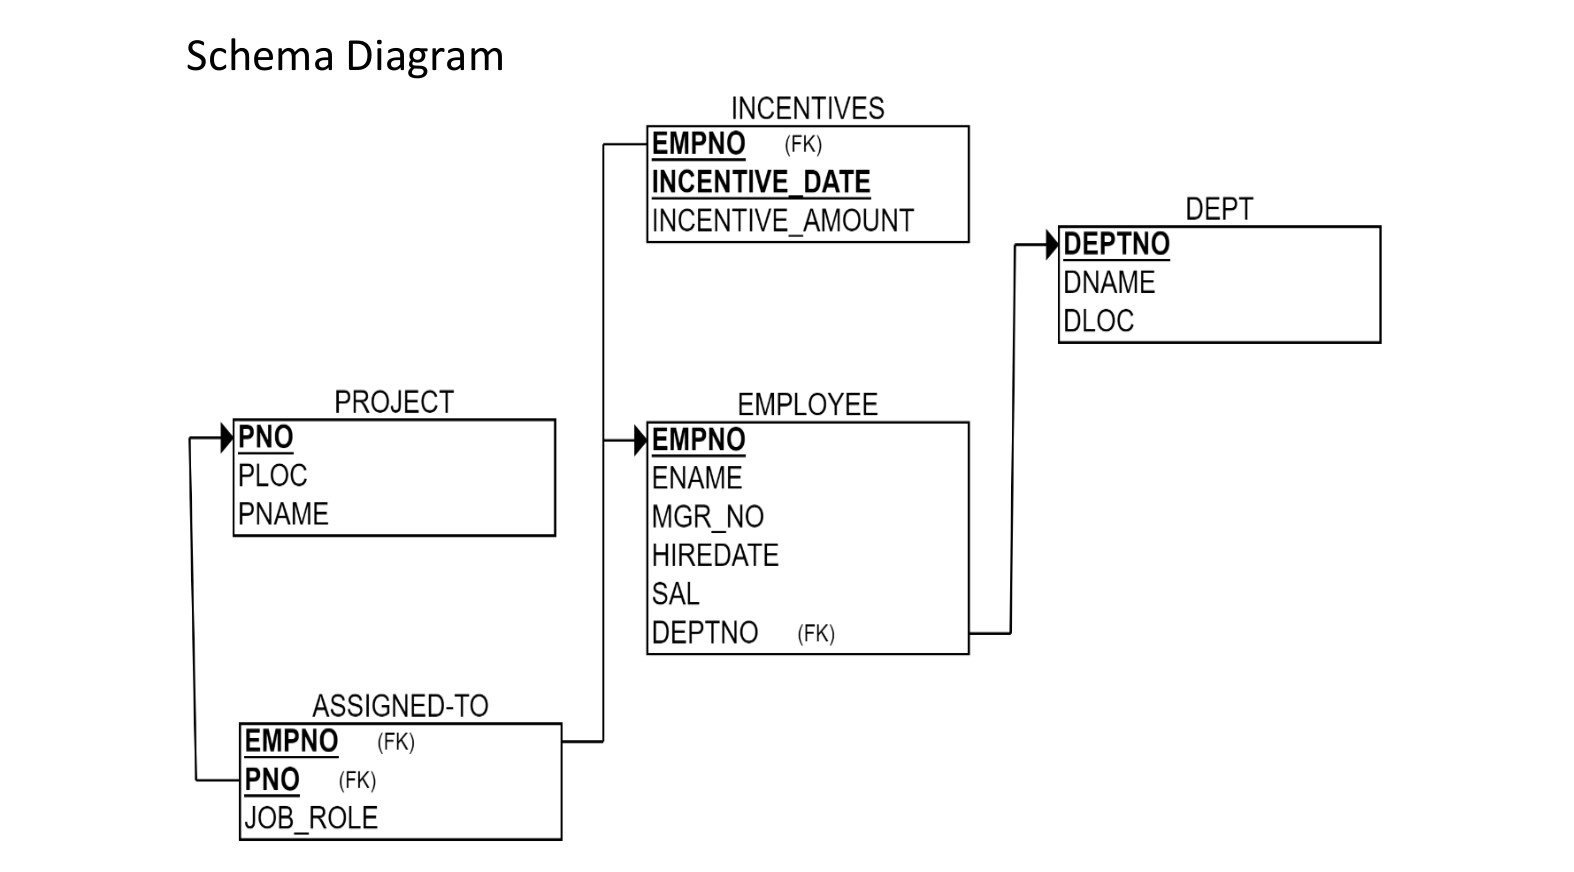 Schema Diagram
INCENTIVES
EMPNO (FK)
INCENTIVE_DATE
INCENTIVE_AMOUNT
DEPT
DEPTNO
DNAME
DLOC
PROJECT
PNO
PLOC
PNAME
EMPLOYEE
EMPNO
ENAME
MGR_NO
HIREDATE
SAL
DEPTNO (FK)
ASSIGNED-TO
EMPNO (FK)
PNO (FK)
JOB_ROLE